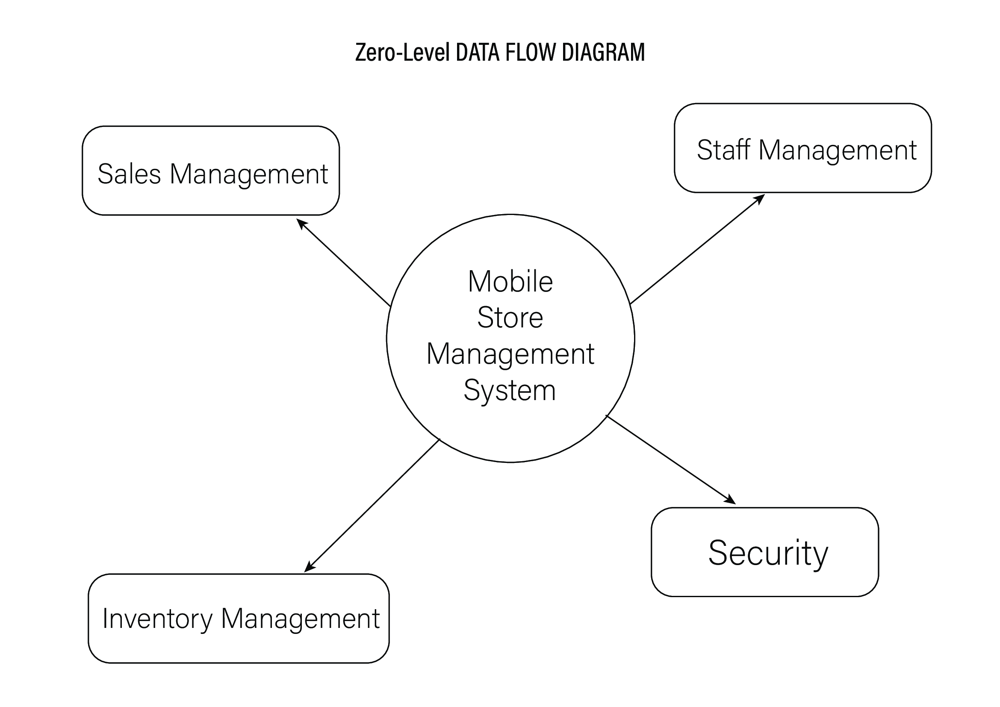 Zero-Level DATA FLOW DIAGRAM
Staff Management
Sales Management
Mobile
Store
Management
System
Security
Inventory Management